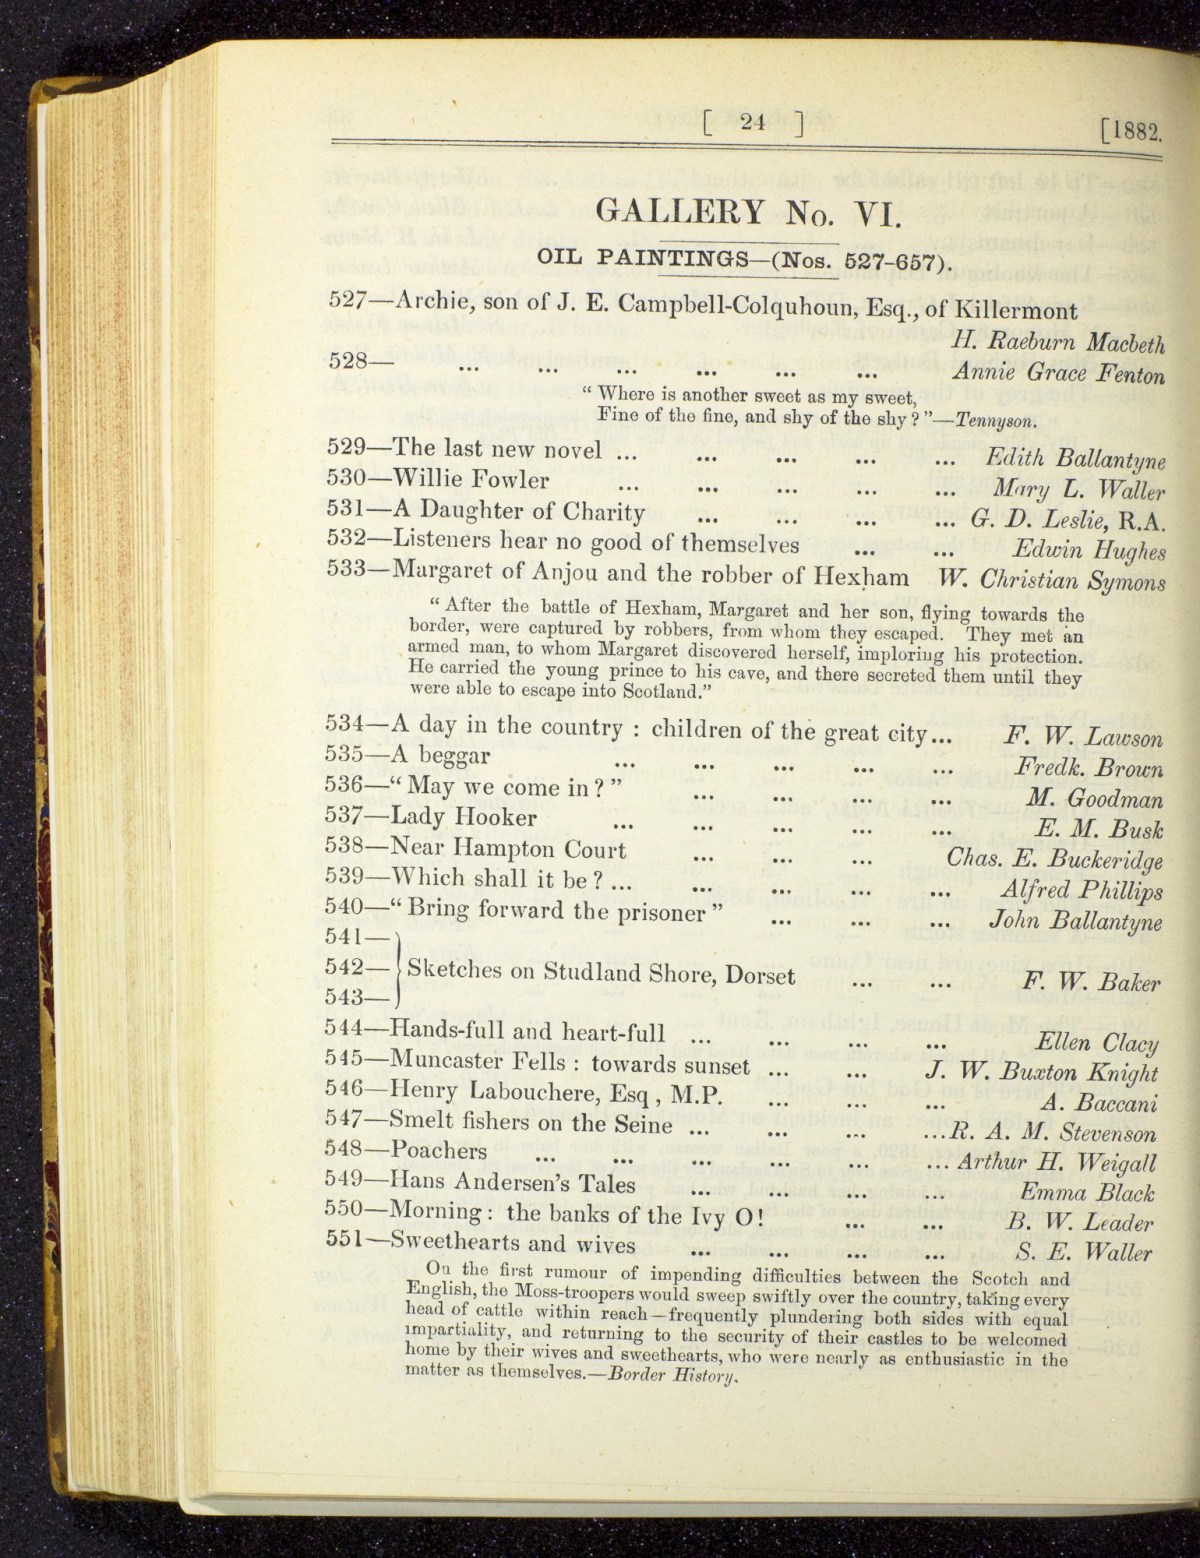 [ 24 ] [1882.
GALLERY No. VI.
OIL PAINTINGS—(Nos. 527-657).
527—Archie, son of J. E. Campbell-Colquhoun, Esq., of Killermont
H. Raeburn Macbeth
528— ... ... ... ... ... ... Annie Grace Fenton
“ Where is another sweet as my sweet,
Fine of the fine, and shy of the shy ? ”—Tennyson.
529—The last new novel ... ... ... ... ... Edith Ballantyne
530—Willie Fowler ... ... ... ... ... Mary L. Waller
531—A Daughter of Charity ... ... ... ... G. D. Leslie, R.A.
532—Listeners hear no good of themselves ... ... Edwin Hughes
533—Margaret of Anjou and the robber of Hexham W. Christian Symons
“ After the battle of Hexham, Margaret and her son, flying towards the
border, were captured by robbers, from whom they escaped. They met an
armed man, to whom Margaret discovered herself, imploring his protection.
He carried the young prince to his cave, and there secreted them until they
were able to escape into Scotland.”
534—A day in the country : children of the great city... F. W. Lawson
535—A beggar ... ... ... ... ... Fredk. Brown
536—“ May we come in ? ” ... ... ... ... M. Goodman
537—Lady Hooker ... ... ... ... ... E. M. Busk
538—Near Hampton Court ... ... ... Chas. E. Buckeridge
539—Which shall it be ? ... ... ... ... ... Alfred Phillips
540—“ Bring forward the prisoner ” ... ... ... John Ballantyne
541—
542— Sketches on Studland Shore, Dorset ... ... F. W. Baker
543—
544—Hands-full and heart-full ... ... ... ... Ellen Clacy
545—Muncaster Fells : towards sunset ... ... J. W. Buxton Knight
546—Henry Labouchere, Esq , M.P. ... ... ... A. Baccani
547—Smelt fishers on the Seine ... ... ... ...R. A. M. Stevenson
548—Poachers ... ... ... ... ... ... Arthur H. Weigall
549—Hans Andersen’s Tales ... ... ... ... Emma Black
550—Morning : the banks of the Ivy O! ... ... B. W. Leader
551—Sweethearts and wives ... ... ... ... S. E. Waller
On the first rumour of impending difficulties between the Scotch and
English, the Moss-troopers would sweep swiftly over the country, taking every
head of cattle within reach—frequently plundering both sides with equal
impartiality, and returning to the security of their castles to be welcomed
home by their wives and sweethearts, who were nearly as enthusiastic in the
matter as themselves.—Border History.